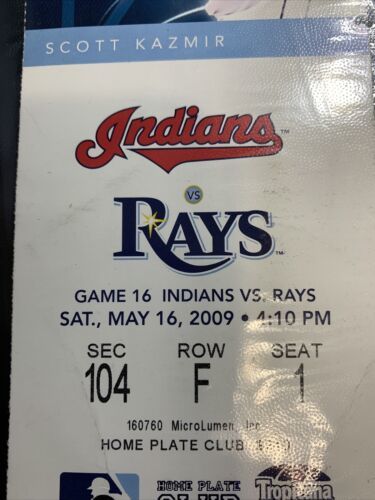 SCOTT KAZMIR
Indians
VS
RAYS
GAME 16 INDIANS VS. RAYS
SAT., MAY 16, 2009 • 4:10 PM
SEC ROW SEAT
104 F 1
160760 MicroLumen, Inc
HOME PLATE CLUB
HOME PLATE
CLUB
Tropicana